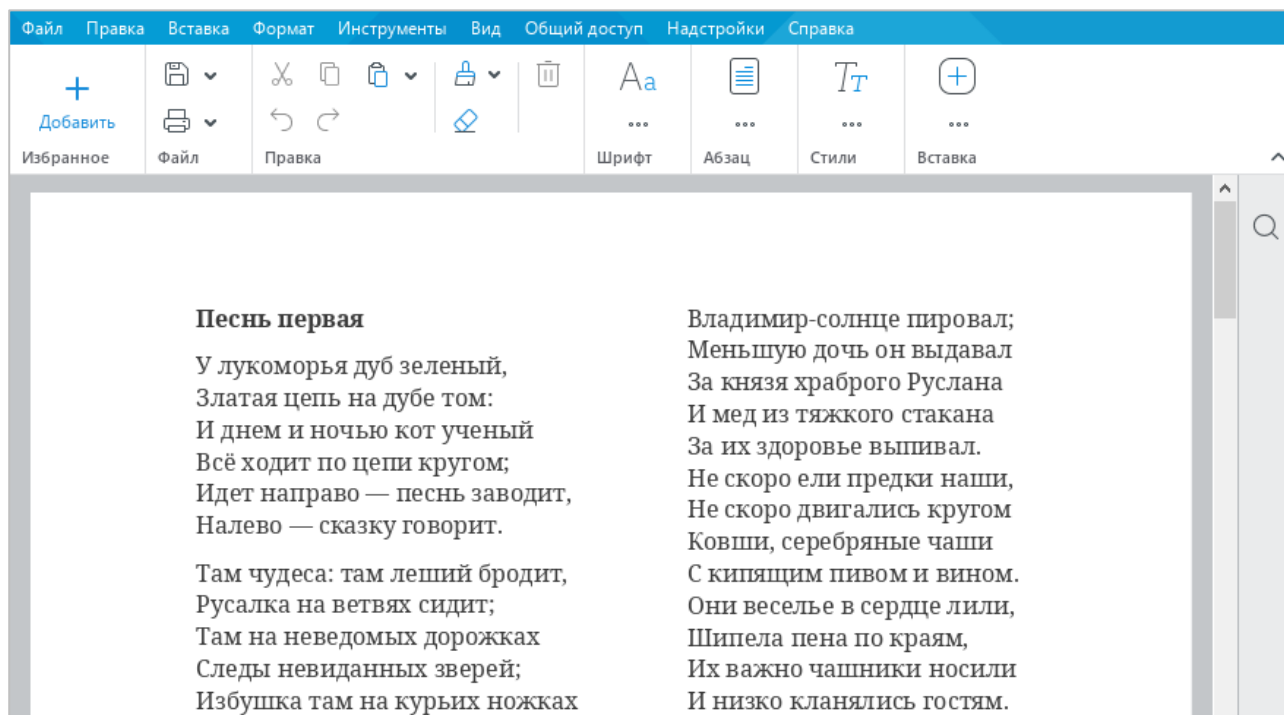 Файл Правка Вставка Формат Инструменты Вид Общий доступ Надстройки Справка
Добавить
Аа
Тт
Избранное Файл Правка Шрифт Абзац Стили Вставка
Песнь первая
У лукоморья дуб зеленый,
Златая цепь на дубе том:
И днем и ночью кот ученый
Всё ходит по цепи кругом;
Идет направо — песнь заводит,
Налево — сказку говорит.
Там чудеса: там леший бродит,
Русалка на ветвях сидит;
Там на неведомых дорожках
Следы невиданных зверей;
Избушка там на курьих ножках
Владимир-солнце пировал;
Меньшую дочь он выдавал
За князя храброго Руслана
И мед из тяжкого стакана
За их здоровье выпивал.
Не скоро ели предки наши,
Не скоро двигались кругом
Ковши, серебряные чаши
С кипящим пивом и вином.
Они веселье в сердце лили,
Шипела пена по краям,
Их важно чашники носили
И низко кланялись гостям.